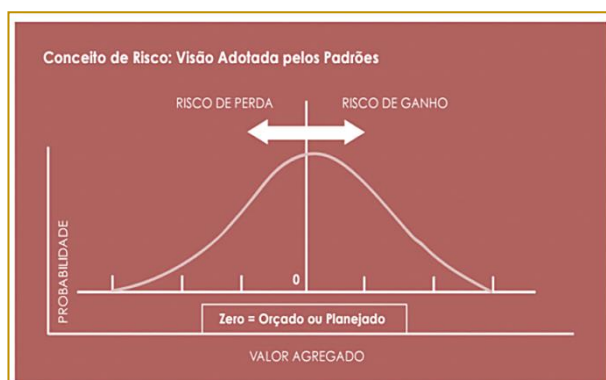 Conceito de Risco: Visão Adotada pelos Padrões
RISCO DE PERDA
RISCO DE GANHO
PROBABILIDADE
0
Zero = Orçado ou Planejado
VALOR AGREGADO